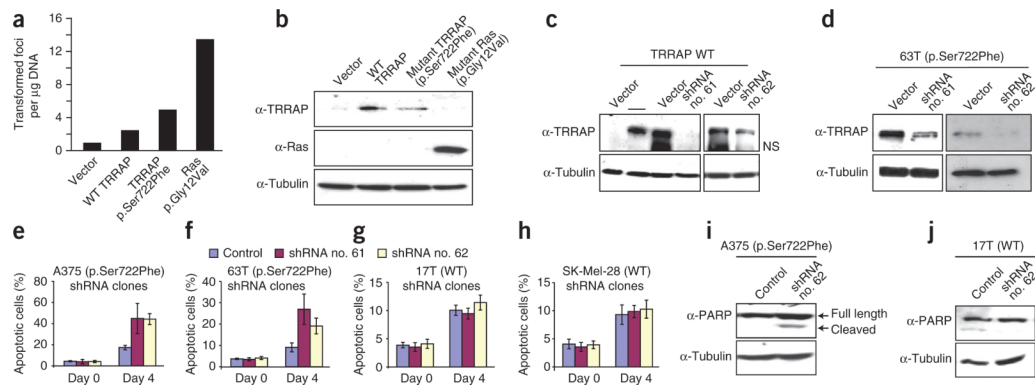 a
Transformed foci
per µg DNA
16
12
8
4
0
Vector
WT TRRAP
TRRAP
p.Ser722Phe
Ras
p.Gly12Val
b
Vector
WT
TRRAP
Mutant TRRAP
(p.Ser722Phe)
Mutant Ras
(p.Gly12Val)
α-TRRAP
α-Ras
α-Tubulin
c
TRRAP WT
Vector
Vector
shRNA
no. 61
Vector
shRNA
no. 62
α-TRRAP
NS
α-Tubulin
d
63T (p.Ser722Phe)
Vector
shRNA
no. 61
Vector
shRNA
no. 62
α-TRRAP
α-Tubulin
Control
shRNA no. 61
shRNA no. 62
e
A375 (p.Ser722Phe)
shRNA clones
Apoptotic cells (%)
80
60
40
20
0
Day 0
Day 4
f
63T (p.Ser722Phe)
shRNA clones
Apoptotic cells (%)
40
30
20
10
0
Day 0
Day 4
g
17T (WT)
shRNA clones
Apoptotic cells (%)
20
15
10
5
0
Day 0
Day 4
h
SK-Mel-28 (WT)
shRNA clones
Apoptotic cells (%)
20
15
10
5
0
Day 0
Day 4
i
A375 (p.Ser722Phe)
Control
shRNA
no. 62
α-PARP
Full length
Cleaved
α-Tubulin
j
17T (WT)
Control
shRNA
no. 62
α-PARP
α-Tubulin